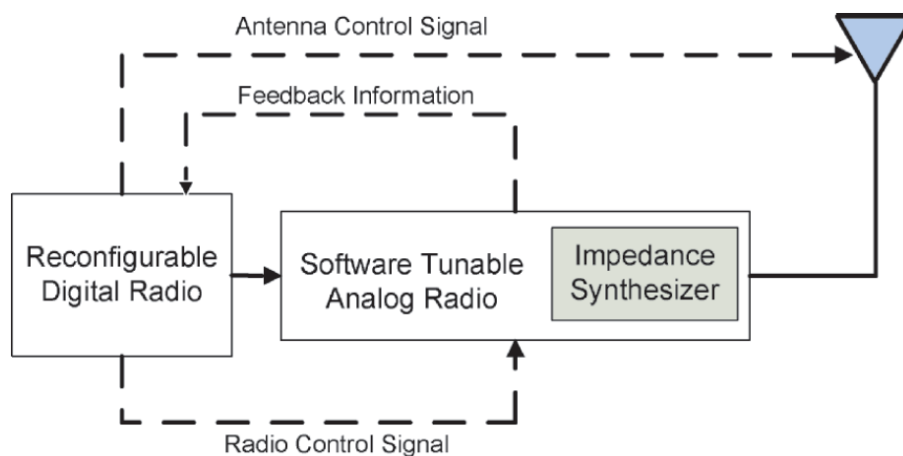 Antenna Control Signal
Feedback Information
Reconfigurable
Digital Radio
Software Tunable
Analog Radio
Impedance
Synthesizer
Radio Control Signal